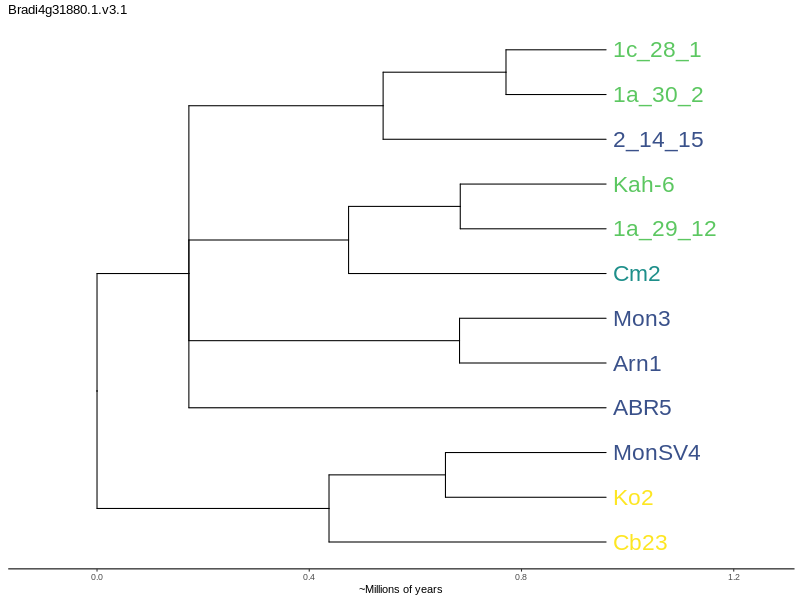 Bradi4g31880.1.v3.1
1c_28_1
1a_30_2
2_14_15
Kah-6
1a_29_12
Cm2
Mon3
Arn1
ABR5
MonSV4
Ko2
Cb23
0.0 0.4 0.8 1.2
~Millions of years